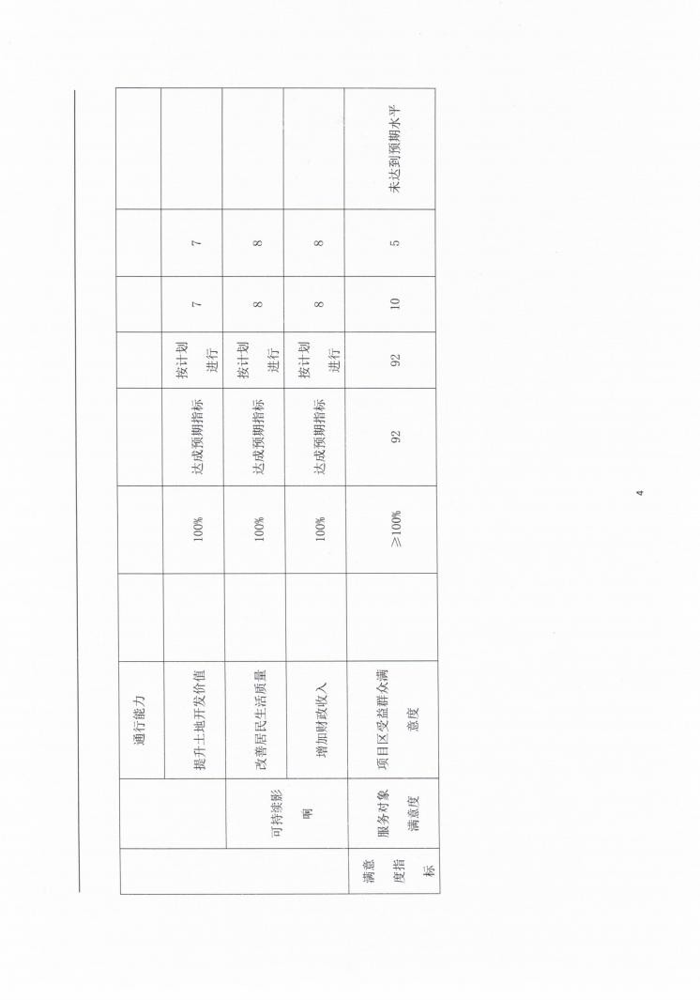 通行能力
提升土地开发价值 100% 达成预期指标 按计划 7 7
进行
可持续影 改善居民生活质量 100% 达成预期指标 按计划 8 8
响 进行
增加财政收入 100% 达成预期指标 按计划 8 8
进行
满意 服务对象 项目区受益群众满 ≥100% 92 92 10 5 未达到预期水平
度指 满意度 意度
标
4